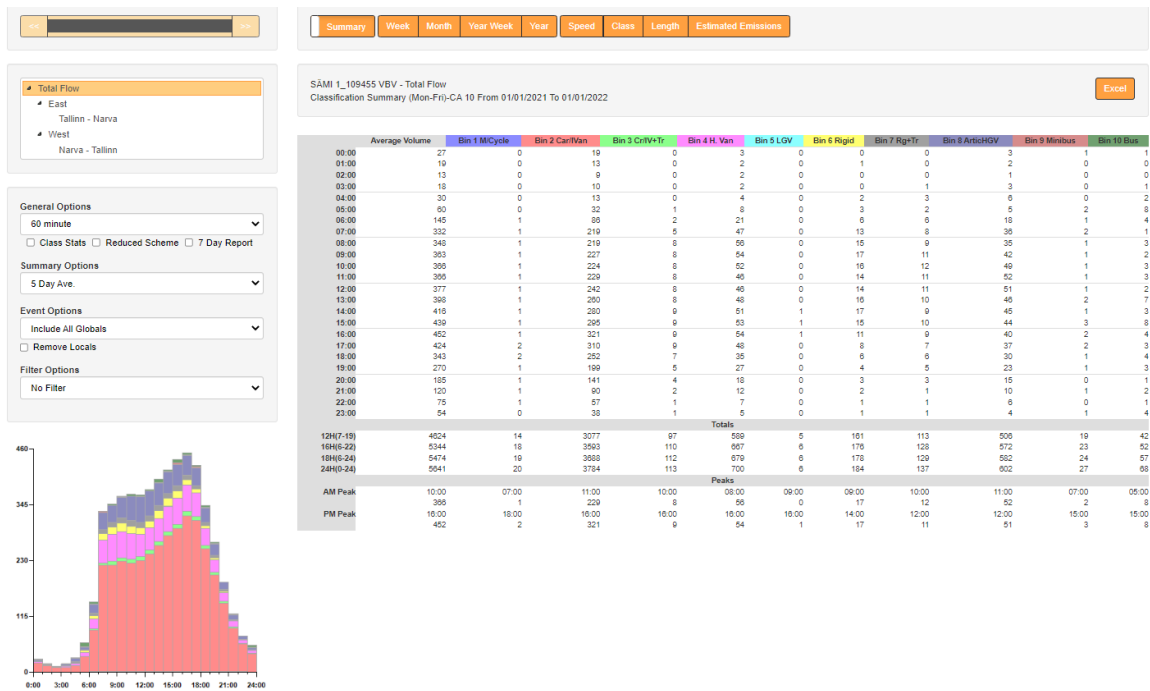 << >>
Summary Week Month Year Week Year Speed Class Length Estimated Emissions
Total Flow
East
Tallinn - Narva
West
Narva - Tallinn
SÄMI 1_109455 VBV - Total Flow
Classification Summary (Mon-Fri)-CA 10 From 01/01/2021 To 01/01/2022
Excel
General Options
60 minute
Class Stats Reduced Scheme 7 Day Report
Summary Options
5 Day Ave.
Event Options
Include All Globals
Remove Locals
Filter Options
No Filter
Average Volume Bin 1 M/Cycle Bin 2 Car/lVan Bin 3 Cr/lV+Tr Bin 4 H. Van Bin 5 LGV Bin 6 Rigid Bin 7 Rg+Tr Bin 8 ArticHGV Bin 9 Minibus Bin 10 Bus
00:00 27 0 19 0 3 0 0 0 3 1 1
01:00 19 0 13 0 2 0 1 0 2 0 0
02:00 13 0 9 0 2 0 0 0 1 0 0
03:00 18 0 10 0 2 0 0 1 3 0 1
04:00 30 0 13 0 4 0 2 3 6 0 2
05:00 60 0 32 1 8 0 3 2 5 2 8
06:00 145 1 86 2 21 0 6 6 18 1 4
07:00 332 1 219 5 47 0 13 8 36 2 1
08:00 348 1 219 8 56 0 15 9 35 1 3
09:00 363 1 227 8 54 0 17 11 42 1 2
10:00 366 1 224 8 52 0 16 12 49 1 3
11:00 366 1 229 8 46 0 14 11 52 1 3
12:00 377 1 242 8 46 0 14 11 51 1 2
13:00 398 1 260 8 48 0 16 10 46 2 7
14:00 416 1 280 9 51 1 17 9 45 1 3
15:00 439 1 295 9 53 1 15 10 44 3 8
16:00 452 1 321 9 54 1 11 9 40 2 4
17:00 424 2 310 9 48 0 8 7 37 2 3
18:00 343 2 252 7 35 0 6 6 30 1 4
19:00 270 1 199 5 27 0 4 5 23 1 3
20:00 185 1 141 4 18 0 3 3 15 0 1
21:00 120 1 90 2 12 0 2 1 10 1 2
22:00 75 1 57 1 7 0 1 1 6 0 1
23:00 54 0 38 1 5 0 1 1 4 1 4
Totals
12H(7-19) 4624 14 3077 97 589 5 161 113 506 19 42
16H(6-22) 5344 18 3593 110 667 6 176 128 572 23 52
18H(6-24) 5474 19 3688 112 679 6 178 129 582 24 57
24H(0-24) 5641 20 3784 113 700 6 184 137 602 27 68
Peaks
AM Peak 10:00 07:00 11:00 10:00 08:00 09:00 09:00 10:00 11:00 07:00 05:00
366 1 229 8 56 0 17 12 52 2 8
PM Peak 16:00 18:00 16:00 16:00 16:00 16:00 14:00 12:00 12:00 15:00 15:00
452 2 321 9 54 1 17 11 51 3 8
460
345
230
115
0
0:00 3:00 6:00 9:00 12:00 15:00 18:00 21:00 24:00